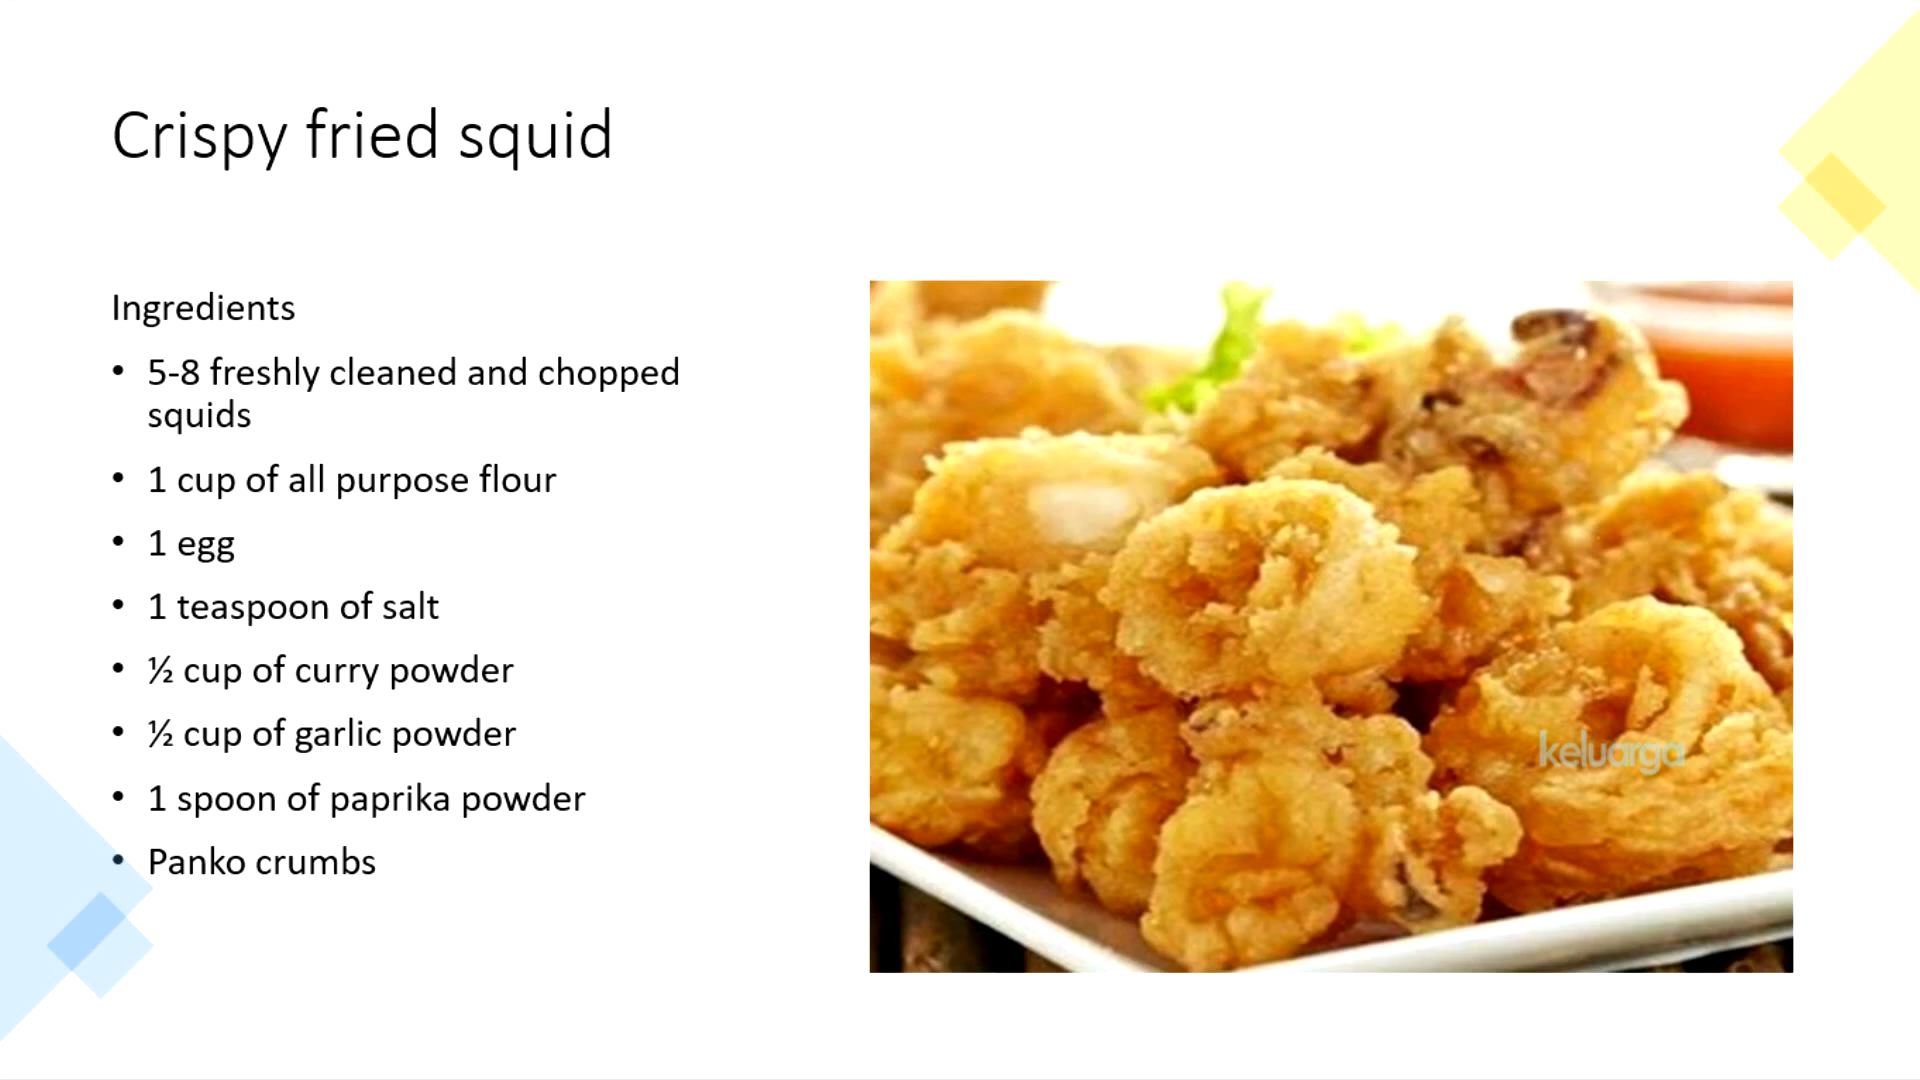 Crispy fried squid
Ingredients
• 5-8 freshly cleaned and chopped
squids
• 1 cup of all purpose flour
• 1 egg
• 1 teaspoon of salt
• ½ cup of curry powder
• ½ cup of garlic powder
• 1 spoon of paprika powder
• Panko crumbs
keluarga